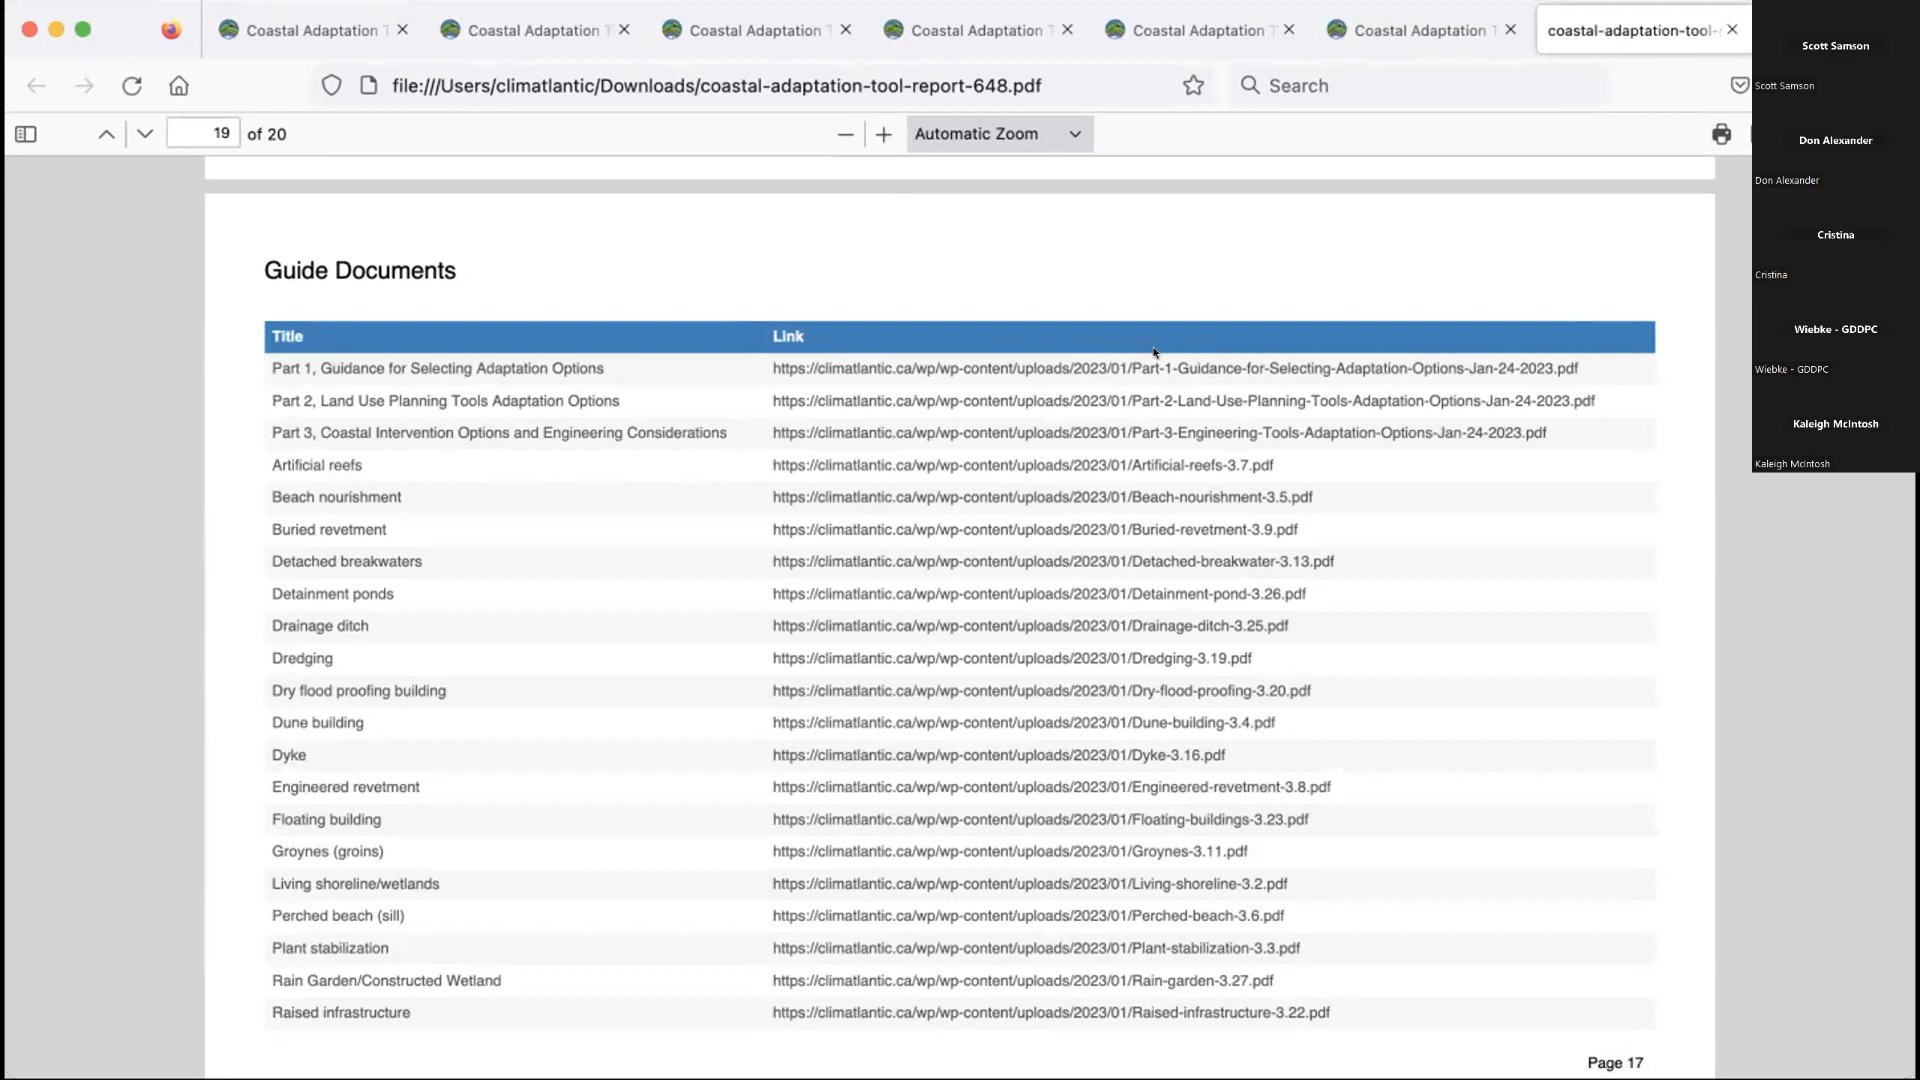 Coastal Adaptation T
Coastal Adaptation T
Coastal Adaptation T
Coastal Adaptation T
Coastal Adaptation T
Coastal Adaptation T
coastal-adaptation-tool-
file:///Users/climatlantic/Downloads/coastal-adaptation-tool-report-648.pdf
Search
19 of 20
Automatic Zoom
Guide Documents
Title Link
Part 1, Guidance for Selecting Adaptation Options https://climatlantic.ca/wp/wp-content/uploads/2023/01/Part-1-Guidance-for-Selecting-Adaptation-Options-Jan-24-2023.pdf
Part 2, Land Use Planning Tools Adaptation Options https://climatlantic.ca/wp/wp-content/uploads/2023/01/Part-2-Land-Use-Planning-Tools-Adaptation-Options-Jan-24-2023.pdf
Part 3, Coastal Intervention Options and Engineering Considerations https://climatlantic.ca/wp/wp-content/uploads/2023/01/Part-3-Engineering-Tools-Adaptation-Options-Jan-24-2023.pdf
Artificial reefs https://climatlantic.ca/wp/wp-content/uploads/2023/01/Artificial-reefs-3.7.pdf
Beach nourishment https://climatlantic.ca/wp/wp-content/uploads/2023/01/Beach-nourishment-3.5.pdf
Buried revetment https://climatlantic.ca/wp/wp-content/uploads/2023/01/Buried-revetment-3.9.pdf
Detached breakwaters https://climatlantic.ca/wp/wp-content/uploads/2023/01/Detached-breakwater-3.13.pdf
Detainment ponds https://climatlantic.ca/wp/wp-content/uploads/2023/01/Detainment-pond-3.26.pdf
Drainage ditch https://climatlantic.ca/wp/wp-content/uploads/2023/01/Drainage-ditch-3.25.pdf
Dredging https://climatlantic.ca/wp/wp-content/uploads/2023/01/Dredging-3.19.pdf
Dry flood proofing building https://climatlantic.ca/wp/wp-content/uploads/2023/01/Dry-flood-proofing-3.20.pdf
Dune building https://climatlantic.ca/wp/wp-content/uploads/2023/01/Dune-building-3.4.pdf
Dyke https://climatlantic.ca/wp/wp-content/uploads/2023/01/Dyke-3.16.pdf
Engineered revetment https://climatlantic.ca/wp/wp-content/uploads/2023/01/Engineered-revetment-3.8.pdf
Floating building https://climatlantic.ca/wp/wp-content/uploads/2023/01/Floating-buildings-3.23.pdf
Groynes (groins) https://climatlantic.ca/wp/wp-content/uploads/2023/01/Groynes-3.11.pdf
Living shoreline/wetlands https://climatlantic.ca/wp/wp-content/uploads/2023/01/Living-shoreline-3.2.pdf
Perched beach (sill) https://climatlantic.ca/wp/wp-content/uploads/2023/01/Perched-beach-3.6.pdf
Plant stabilization https://climatlantic.ca/wp/wp-content/uploads/2023/01/Plant-stabilization-3.3.pdf
Rain Garden/Constructed Wetland https://climatlantic.ca/wp/wp-content/uploads/2023/01/Rain-garden-3.27.pdf
Raised infrastructure https://climatlantic.ca/wp/wp-content/uploads/2023/01/Raised-infrastructure-3.22.pdf
Page 17
Scott Samson
Scott Samson
Don Alexander
Don Alexander
Cristina
Cristina
Wiebke - GDDPC
Wiebke - GDDPC
Kaleigh McIntosh
Kaleigh McIntosh